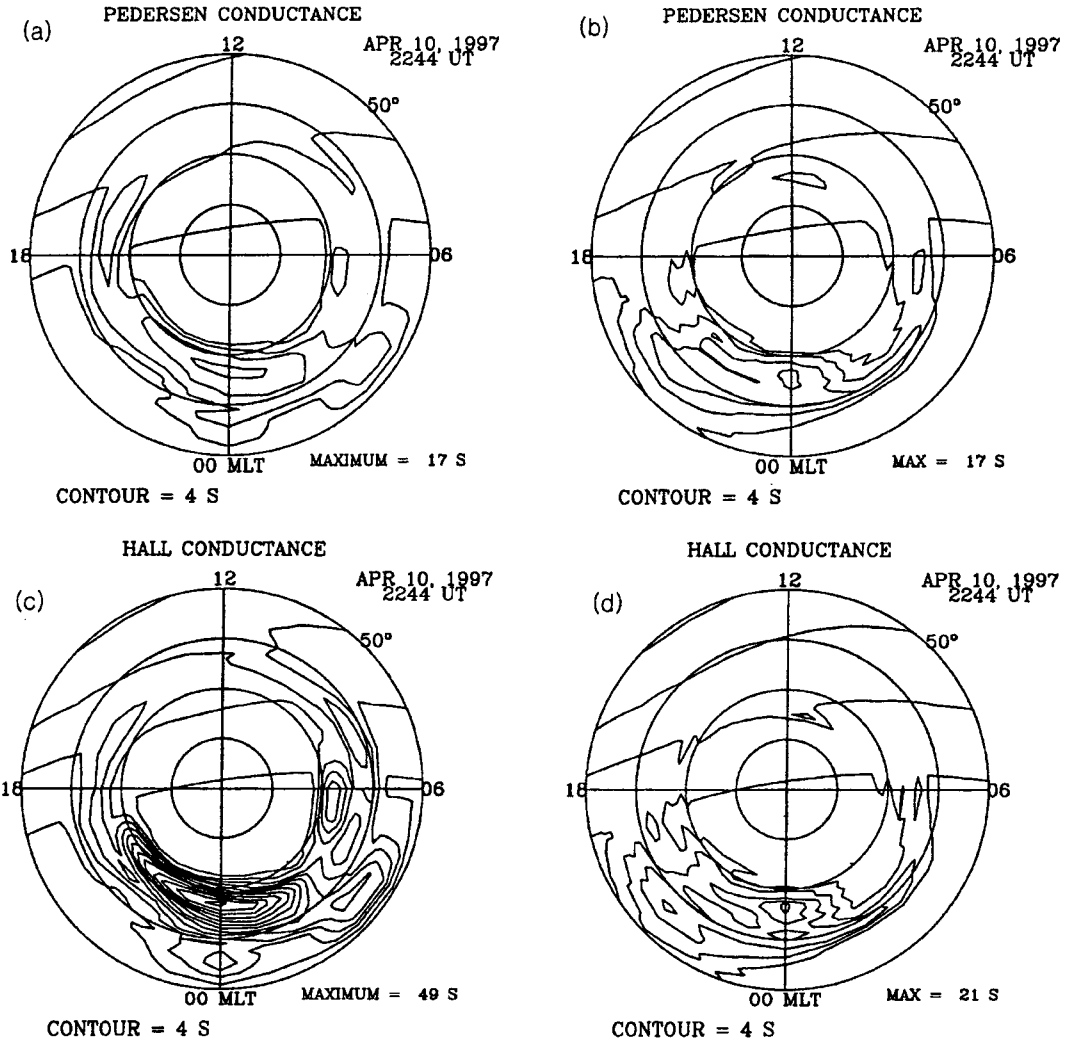 (a)
PEDERSEN CONDUCTANCE
APR 10, 1997
2244 UT
12
50°
18
06
00 MLT
MAXIMUM = 17 S
CONTOUR = 4 S
(b)
PEDERSEN CONDUCTANCE
APR 10, 1997
2244 UT
12
50°
18
06
00 MLT
MAX = 17 S
CONTOUR = 4 S
(c)
HALL CONDUCTANCE
APR 10, 1997
2244 UT
12
50°
18
06
00 MLT
MAXIMUM = 49 S
CONTOUR = 4 S
(d)
HALL CONDUCTANCE
APR 10, 1997
2244 UT
12
50°
18
06
00 MLT
MAX = 21 S
CONTOUR = 4 S